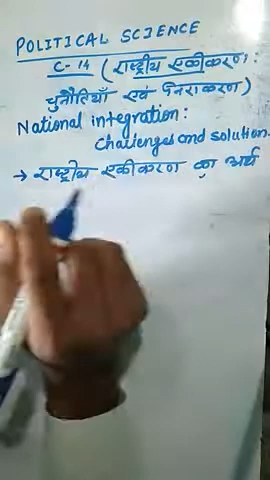 POLITICAL SCIENCE
C-14 (राष्ट्रीय एकीकरण:
चुनौतियाँ एवं निराकरण)
National integration:
Challenges and solution.
→ राष्ट्रीय एकीकरण का अर्थ